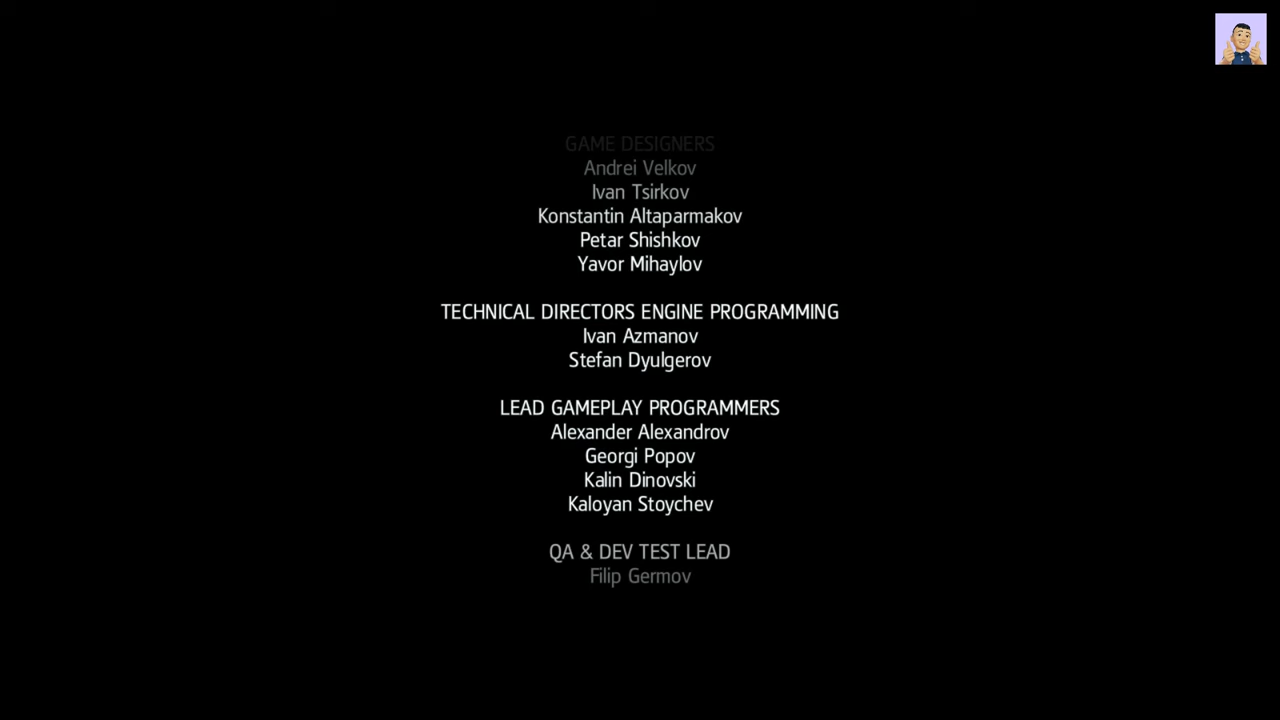 GAME DESIGNERS
Andrei Velkov
Ivan Tsirkov
Konstantin Altaparmakov
Petar Shishkov
Yavor Mihaylov
TECHNICAL DIRECTORS ENGINE PROGRAMMING
Ivan Azmanov
Stefan Dyulgerov
LEAD GAMEPLAY PROGRAMMERS
Alexander Alexandrov
Georgi Popov
Kalin Dinovski
Kaloyan Stoychev
QA & DEV TEST LEAD
Filip Germov